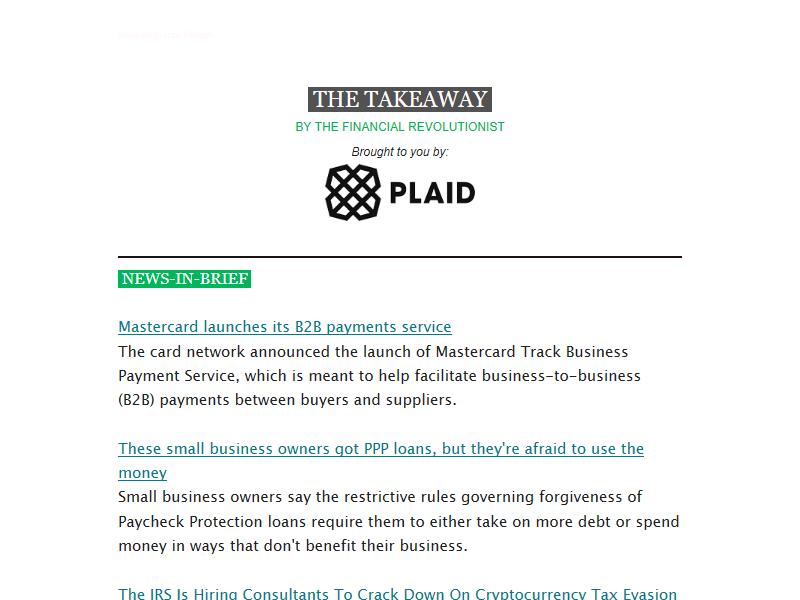 THE TAKEAWAY
BY THE FINANCIAL REVOLUTIONIST
Brought to you by:
PLAID
NEWS-IN-BRIEF
Mastercard launches its B2B payments service
The card network announced the launch of Mastercard Track Business
Payment Service, which is meant to help facilitate business-to-business
(B2B) payments between buyers and suppliers.
These small business owners got PPP loans, but they're afraid to use the
money
Small business owners say the restrictive rules governing forgiveness of
Paycheck Protection loans require them to either take on more debt or spend
money in ways that don't benefit their business.
The IRS Is Hiring Consultants To Crack Down On Cryptocurrency Tax Evasion